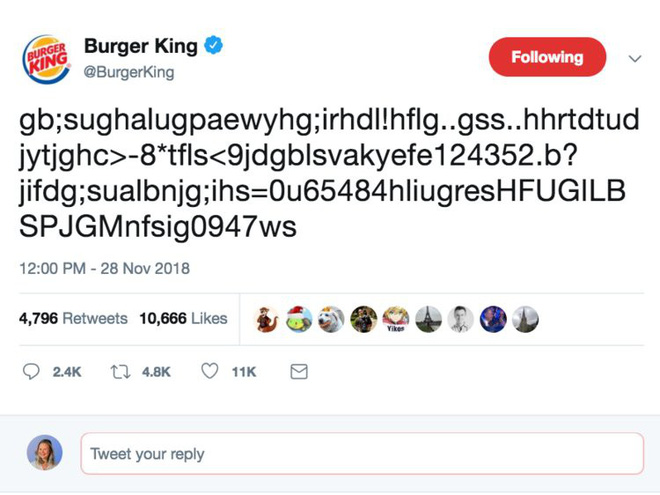 BURGER
KING
Burger King
@BurgerKing
Following
gb;sughalugpaewyhg;irhdl!hflg..gss..hhrtdtud
jytjghc>-8*tfls<9jdgblsvakyefe124352.b?
jifdg;sualbnjg;ihs=0u65484hliugresHFUGILB
SPJGMnfsig0947ws
12:00 PM - 28 Nov 2018
4,796 Retweets 10,666 Likes
Yikes
2.4K 4.8K 11K
Tweet your reply